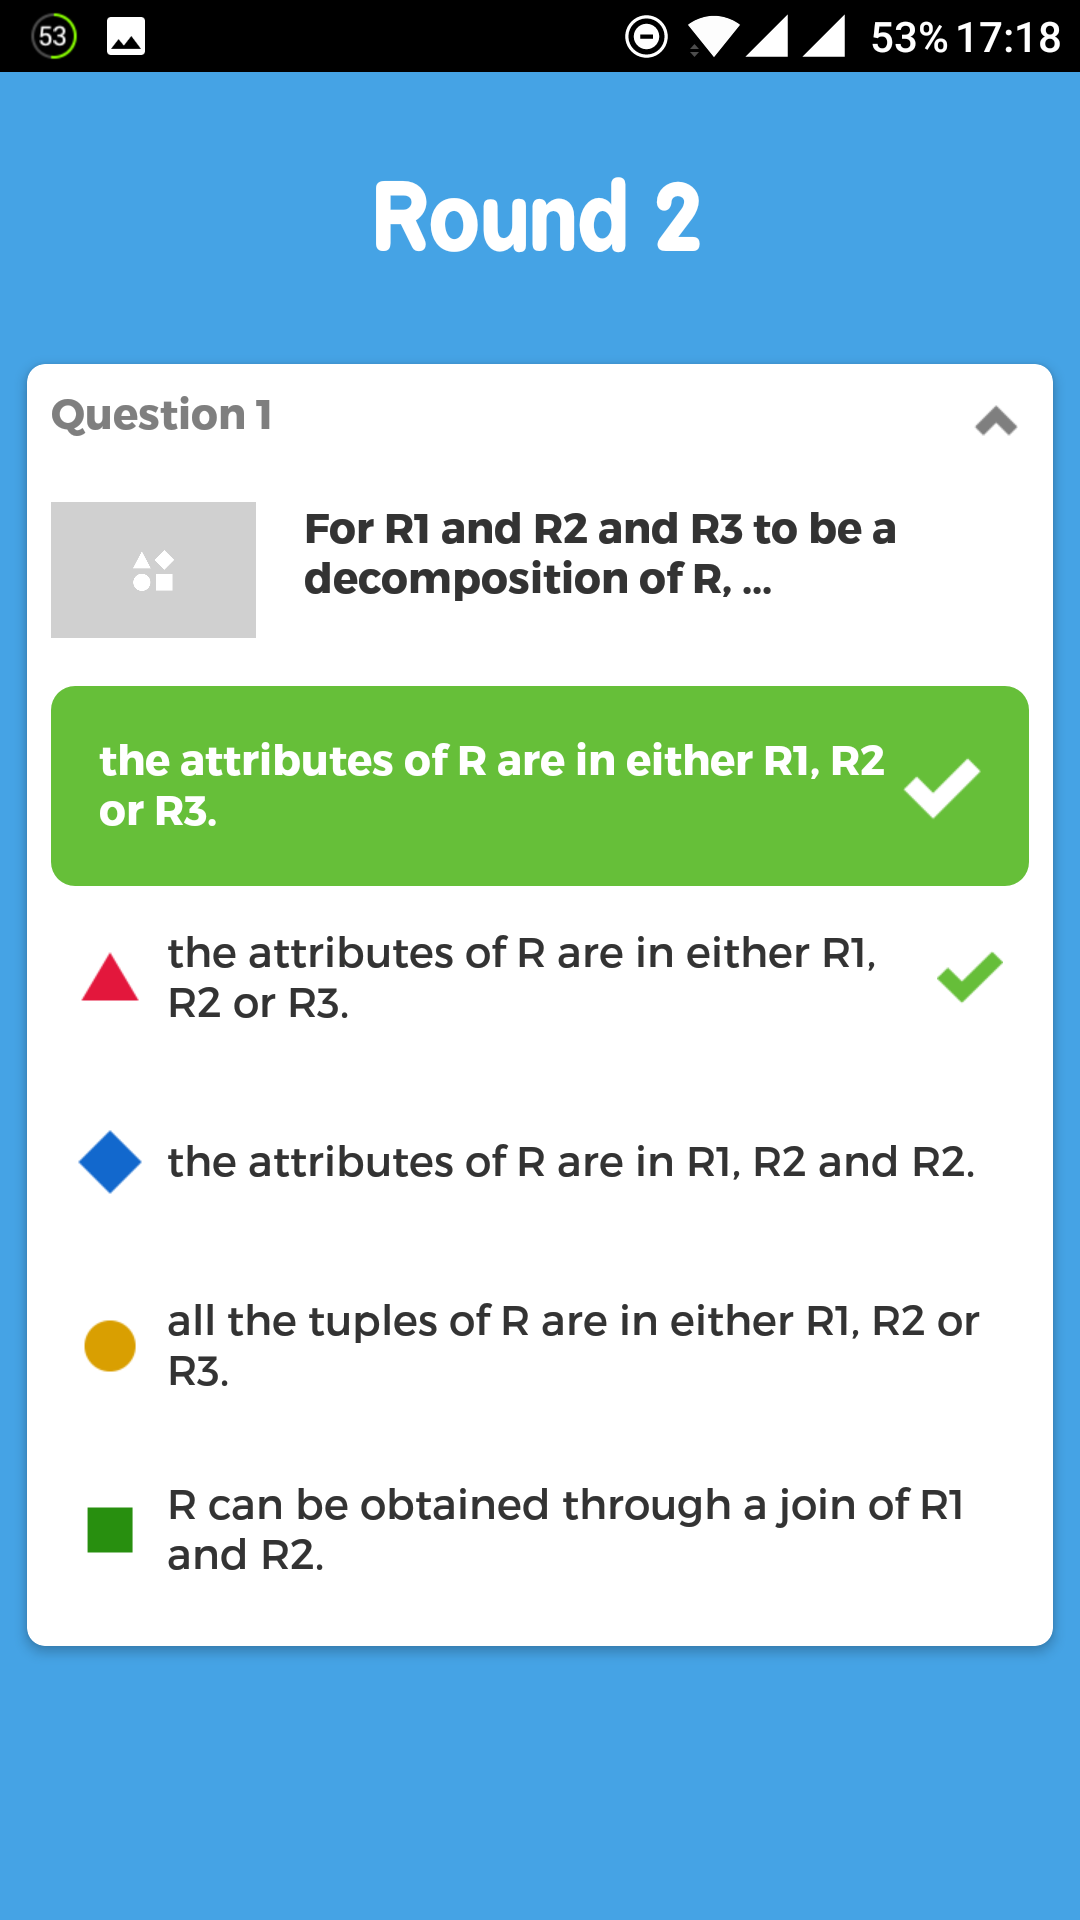 53
53% 17:18
Round 2
Question 1
For R1 and R2 and R3 to be a
decomposition of R, ...
the attributes of R are in either R1, R2
or R3.
the attributes of R are in either R1,
R2 or R3.
the attributes of R are in R1, R2 and R2.
all the tuples of R are in either R1, R2 or
R3.
R can be obtained through a join of R1
and R2.